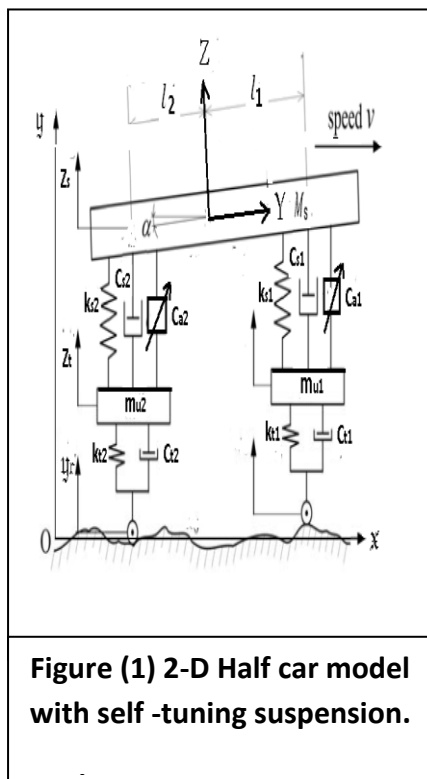 Z
l2 l1
y
speed v
Zs
Y Ms
α
Cs2 Cs1
ks2 ks1
Ca2 Ca1
Zt
mu2 mu1
kt2 Ct2 kt1 Ct1
yr
O x
Figure (1) 2-D Half car model
with self -tuning suspension.